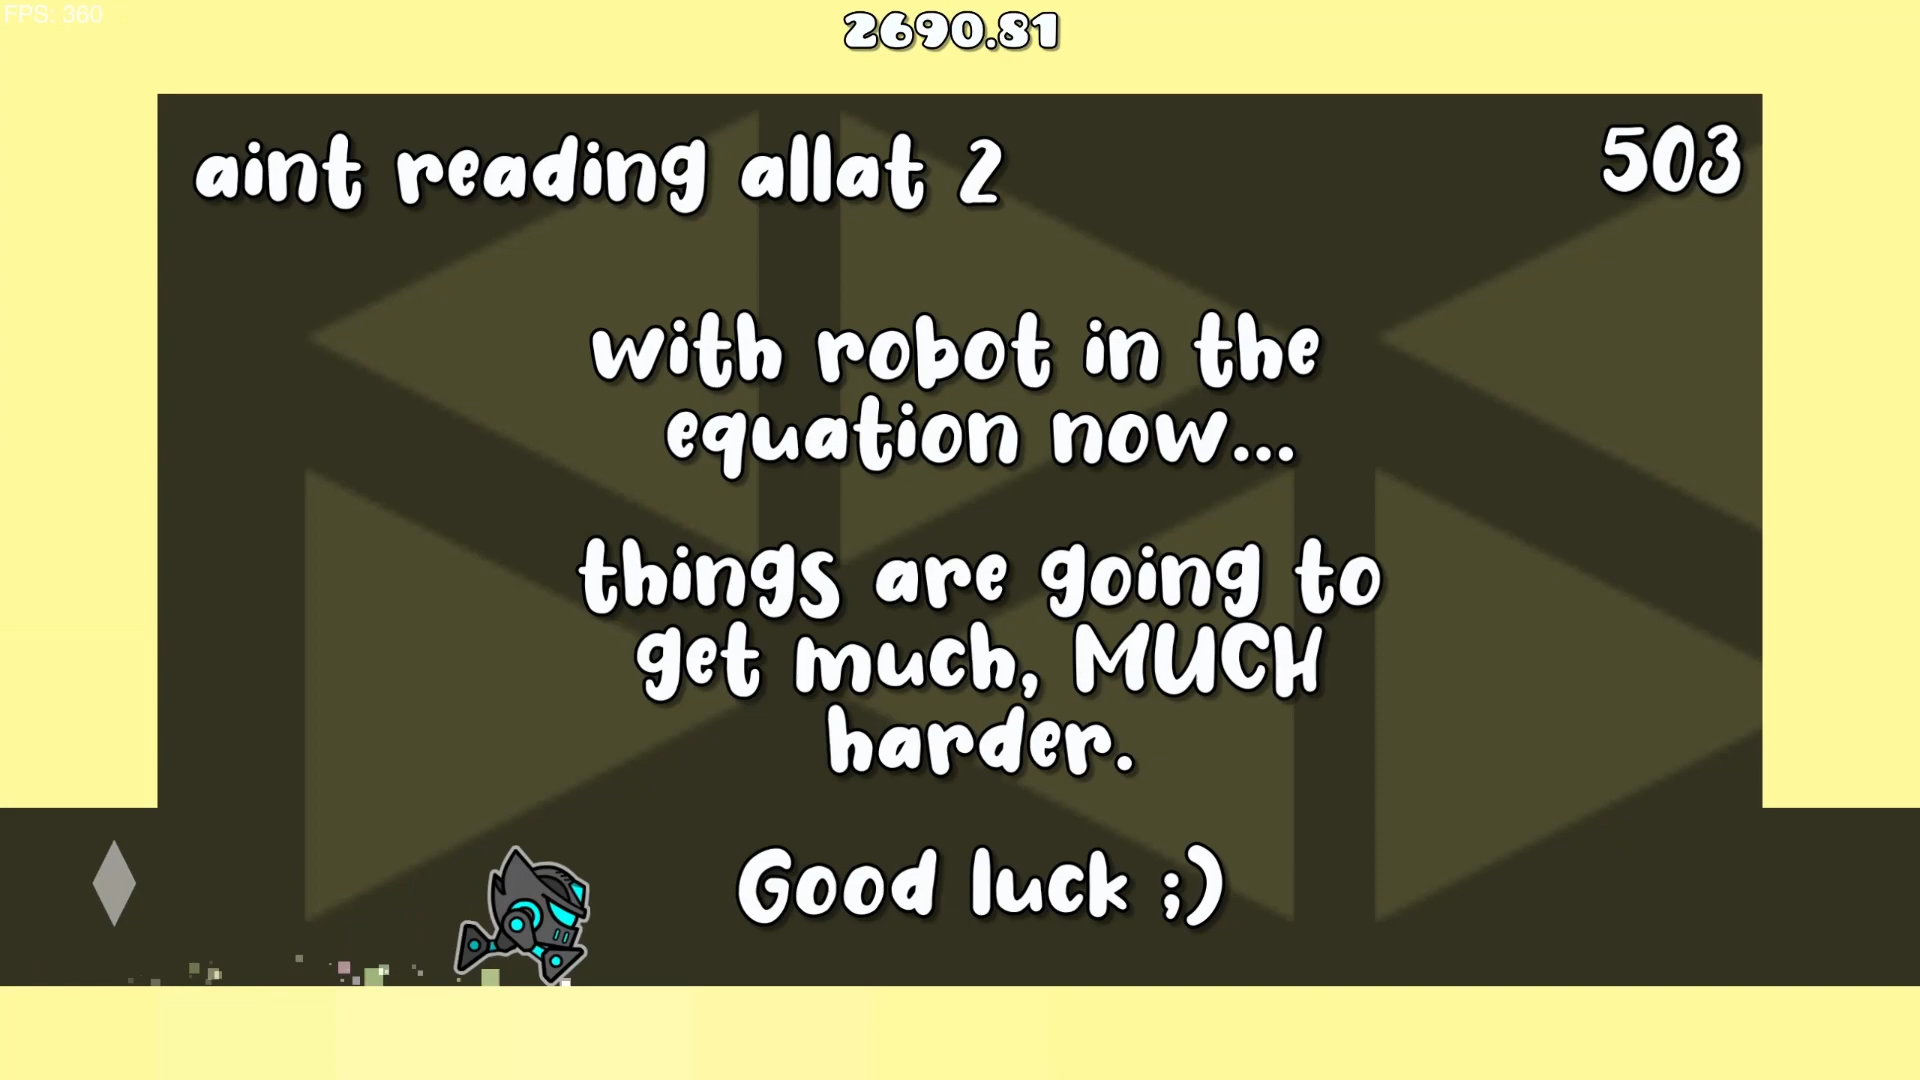 FPS: 360
2690.81
aint reading allat 2
503
with robot in the
equation now...
things are going to
get much, MUCH
harder.
Good luck ;)